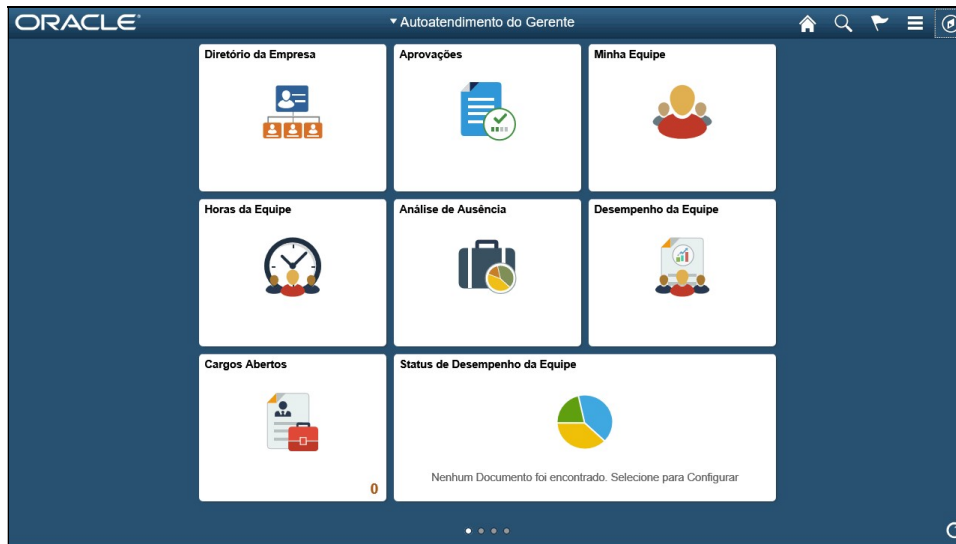 ORACLE
Autoatendimento do Gerente
Diretório da Empresa
Aprovações
Minha Equipe
Horas da Equipe
Análise de Ausência
Desempenho da Equipe
Cargos Abertos
0
Status de Desempenho da Equipe
Nenhum Documento foi encontrado. Selecione para Configurar